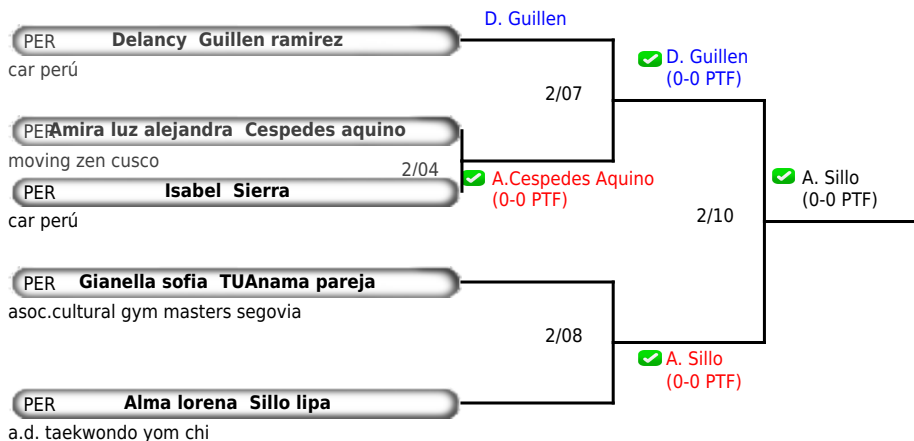 D. Guillen
PER Delancy Guillen ramirez
car perú
D. Guillen
(0-0 PTF)
2/07
PER Amira luz alejandra Cespedes aquino
moving zen cusco
2/04
A.Cespedes Aquino
(0-0 PTF)
PER Isabel Sierra
car perú
A. Sillo
(0-0 PTF)
2/10
PER Gianella sofia TUAnama pareja
asoc.cultural gym masters segovia
2/08
A. Sillo
(0-0 PTF)
PER Alma lorena Sillo lipa
a.d. taekwondo yom chi